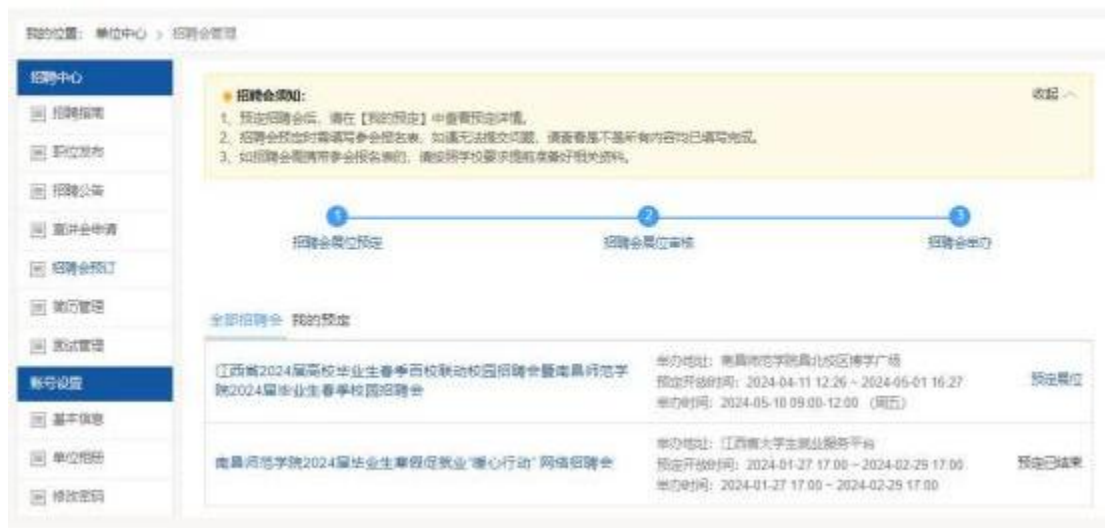 我的位置： 单位中心 > 招聘会管理
招聘中心
招聘指南
职位发布
招聘公告
宣讲会申请
招聘会预订
简历管理
面试管理
账号设置
基本信息
单位相册
修改密码
招聘会须知：
收起
1、预定招聘会后，请在【我的预定】中查看预定详情。
2、招聘会预定时需填写参会报名表，如遇无法提交问题，请查看是不是所有内容均已填写完成。
3、如招聘会需携带参会报名表的，请按照学校要求提前准备好相关资料。
1
2
3
招聘会展位预定
招聘会展位审核
招聘会举办
全部招聘会 我的预定
江西省2024届高校毕业生春季百校联动校园招聘会暨南昌师范学
院2024届毕业生春季校园招聘会
举办地址：南昌师范学院昌北校区博学广场
预定开放时间：2024-04-11 12:26 ~ 2024-05-01 16:27
举办时间：2024-05-10 09:00-12:00 （周五）
预定展位
南昌师范学院2024届毕业生寒假促就业“暖心行动”网络招聘会
举办地址：江西省大学生就业服务平台
预定开放时间：2024-01-27 17:00 ~ 2024-02-29 17:00
举办时间：2024-01-27 17:00 ~ 2024-02-29 17:00
预定已结束